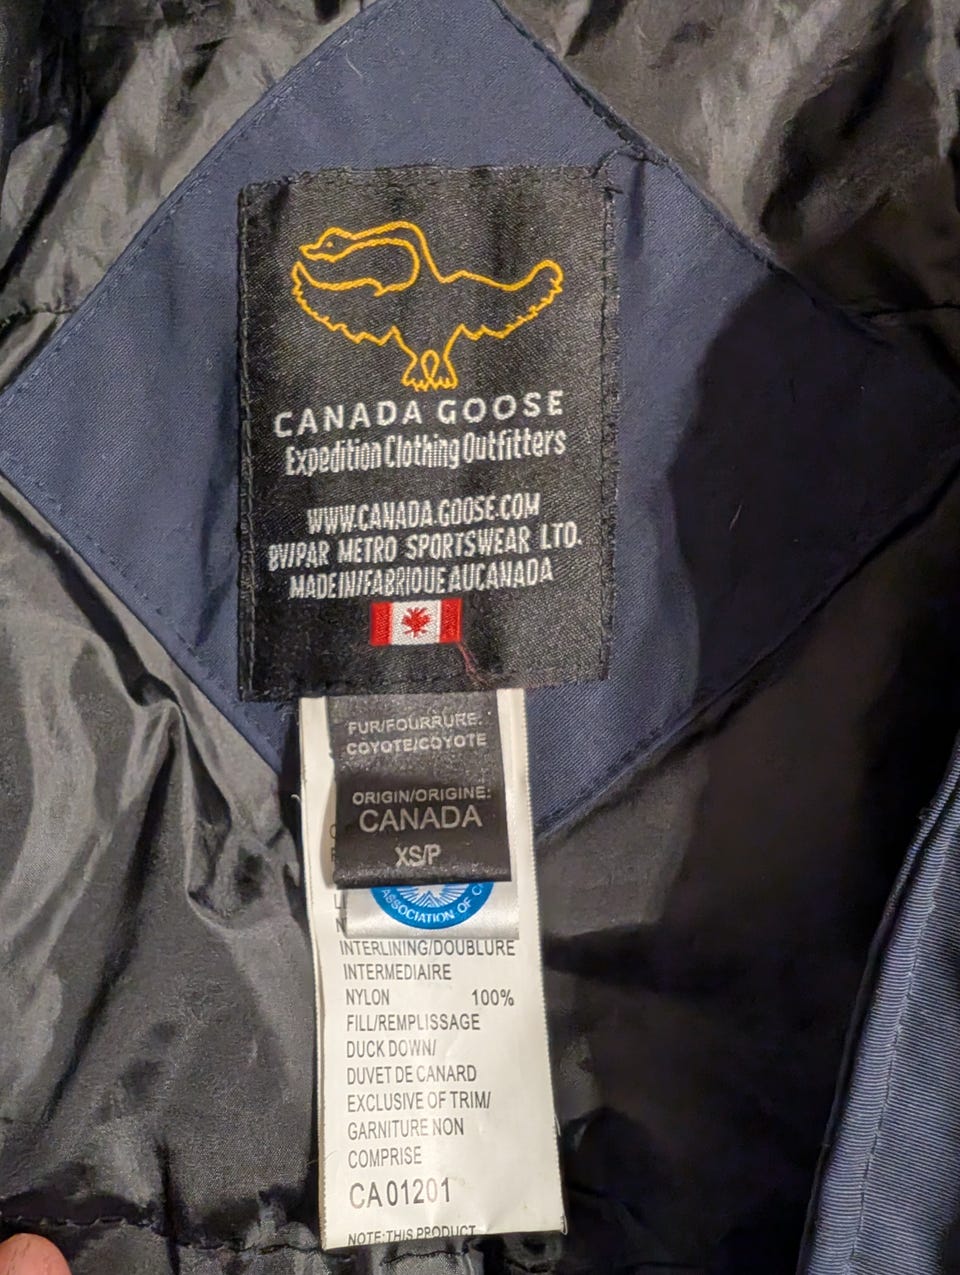 CANADA GOOSE
Expedition Clothing Outfitters
WWW.CANADA.GOOSE.COM
BY/PAR METRO SPORTSWEAR LTD.
MADE IN/FABRIQUE AU CANADA
FUR/FOURRURE:
COYOTE/COYOTE
ORIGIN/ORIGINE:
CANADA
XS/P
ASSOCIATION OF C
INTERLINING/DOUBLURE
INTERMEDIAIRE
NYLON 100%
FILL/REMPLISSAGE
DUCK DOWN/
DUVET DE CANARD
EXCLUSIVE OF TRIM/
GARNITURE NON
COMPRISE
CA 01201
NOTE: THIS PRODUCT